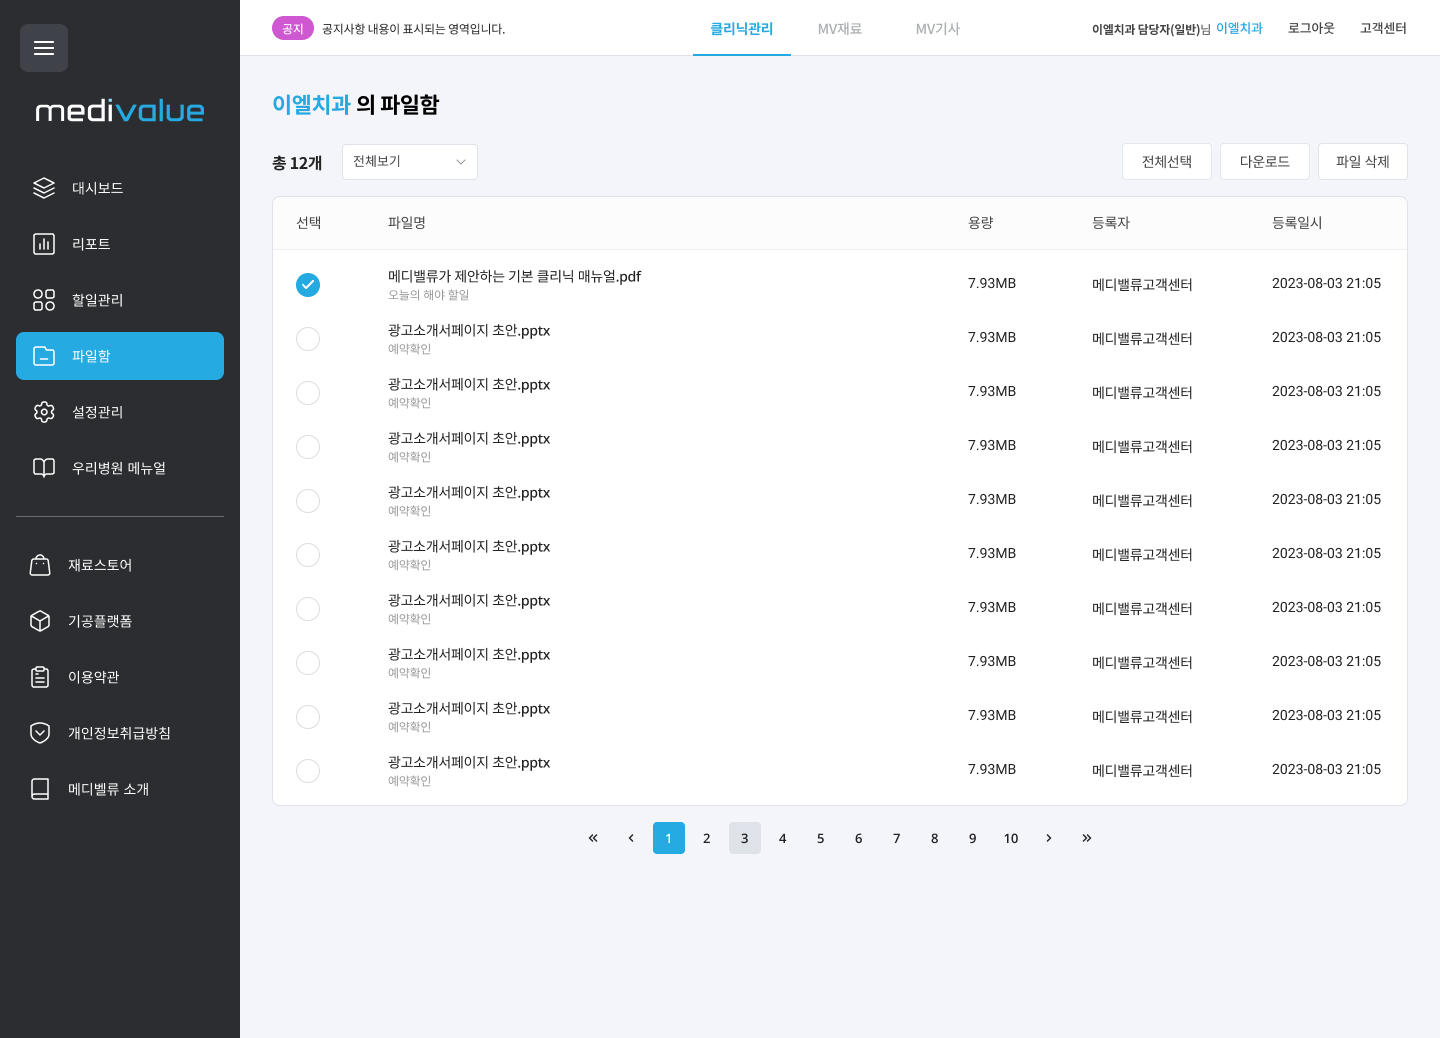 공지 공지사항 내용이 표시되는 영역입니다. 클리닉관리 MV재료 MV기사 이엘치과 담당자(일반)님 이엘치과 로그아웃 고객센터
medivalue
대시보드
리포트
할일관리
파일함
설정관리
우리병원 메뉴얼
재료스토어
기공플랫폼
이용약관
개인정보취급방침
메디벨류 소개
이엘치과 의 파일함
총 12개 전체보기 전체선택 다운로드 파일 삭제
선택 파일명 용량 등록자 등록일시
메디밸류가 제안하는 기본 클리닉 매뉴얼.pdf 7.93MB 메디밸류고객센터 2023-08-03 21:05
오늘의 해야 할일
광고소개서페이지 초안.pptx 7.93MB 메디밸류고객센터 2023-08-03 21:05
예약확인
광고소개서페이지 초안.pptx 7.93MB 메디밸류고객센터 2023-08-03 21:05
예약확인
광고소개서페이지 초안.pptx 7.93MB 메디밸류고객센터 2023-08-03 21:05
예약확인
광고소개서페이지 초안.pptx 7.93MB 메디밸류고객센터 2023-08-03 21:05
예약확인
광고소개서페이지 초안.pptx 7.93MB 메디밸류고객센터 2023-08-03 21:05
예약확인
광고소개서페이지 초안.pptx 7.93MB 메디밸류고객센터 2023-08-03 21:05
예약확인
광고소개서페이지 초안.pptx 7.93MB 메디밸류고객센터 2023-08-03 21:05
예약확인
광고소개서페이지 초안.pptx 7.93MB 메디밸류고객센터 2023-08-03 21:05
예약확인
광고소개서페이지 초안.pptx 7.93MB 메디밸류고객센터 2023-08-03 21:05
예약확인
« ‹ 1 2 3 4 5 6 7 8 9 10 › »